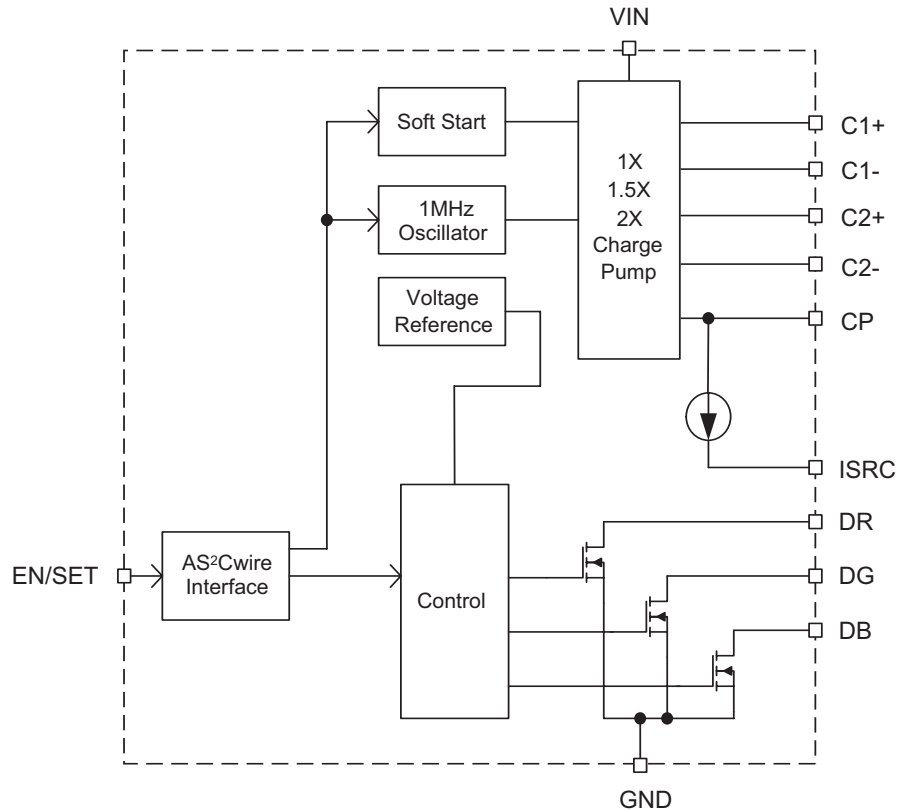 VIN
Soft Start
1MHz
Oscillator
Voltage
Reference
1X
1.5X
2X
Charge
Pump
C1+
C1-
C2+
C2-
CP
ISRC
DR
DG
DB
EN/SET
AS²Cwire
Interface
Control
GND